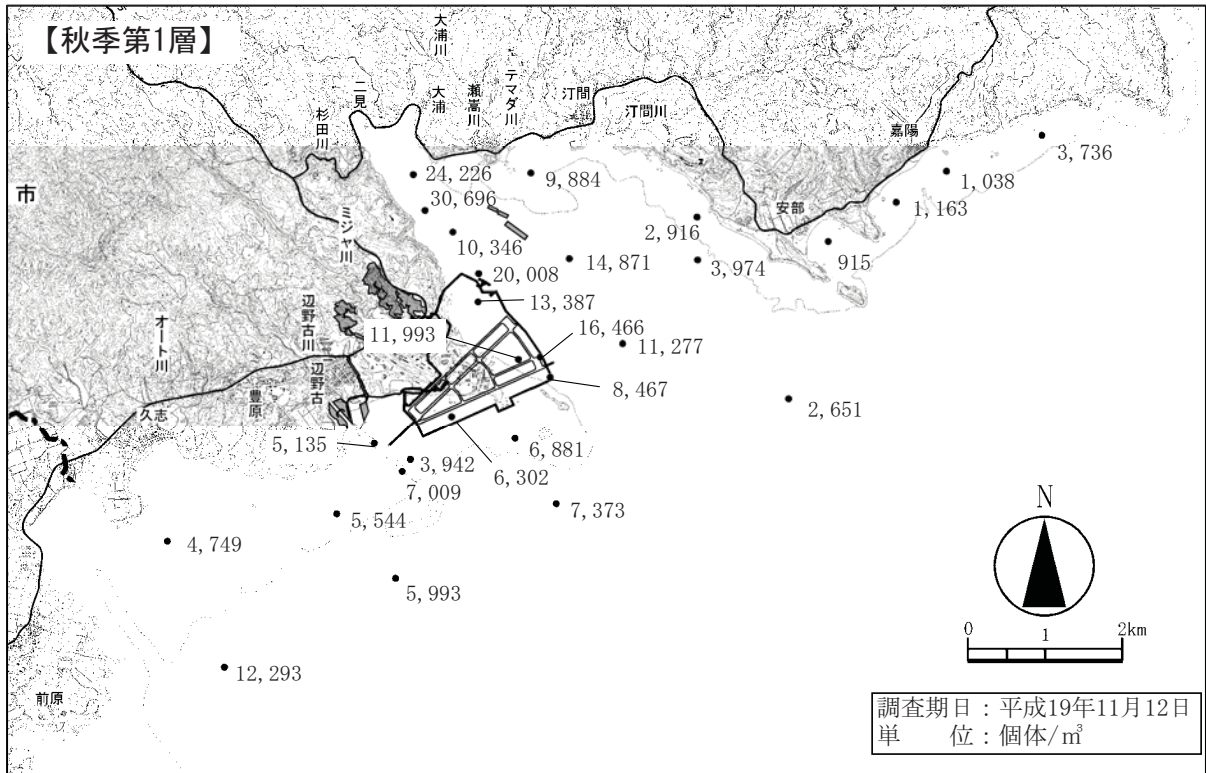 【秋季第1層】
大浦川
二見
大浦
瀬嵩川
テマダ川
汀間
汀間川
杉田川
嘉陽
3,736
市
24,226
9,884
1,038
30,696
1,163
ミジャ川
安部
10,346
2,916
915
14,871
3,974
20,008
13,387
辺野古川
16,466
オート川
11,993
11,277
辺野古
8,467
豊原
2,651
久志
5,135
6,881
3,942
6,302
7,009
7,373
5,544
4,749
N
5,993
0 1 2km
12,293
前原
調査期日：平成19年11月12日
単 位：個体/㎥